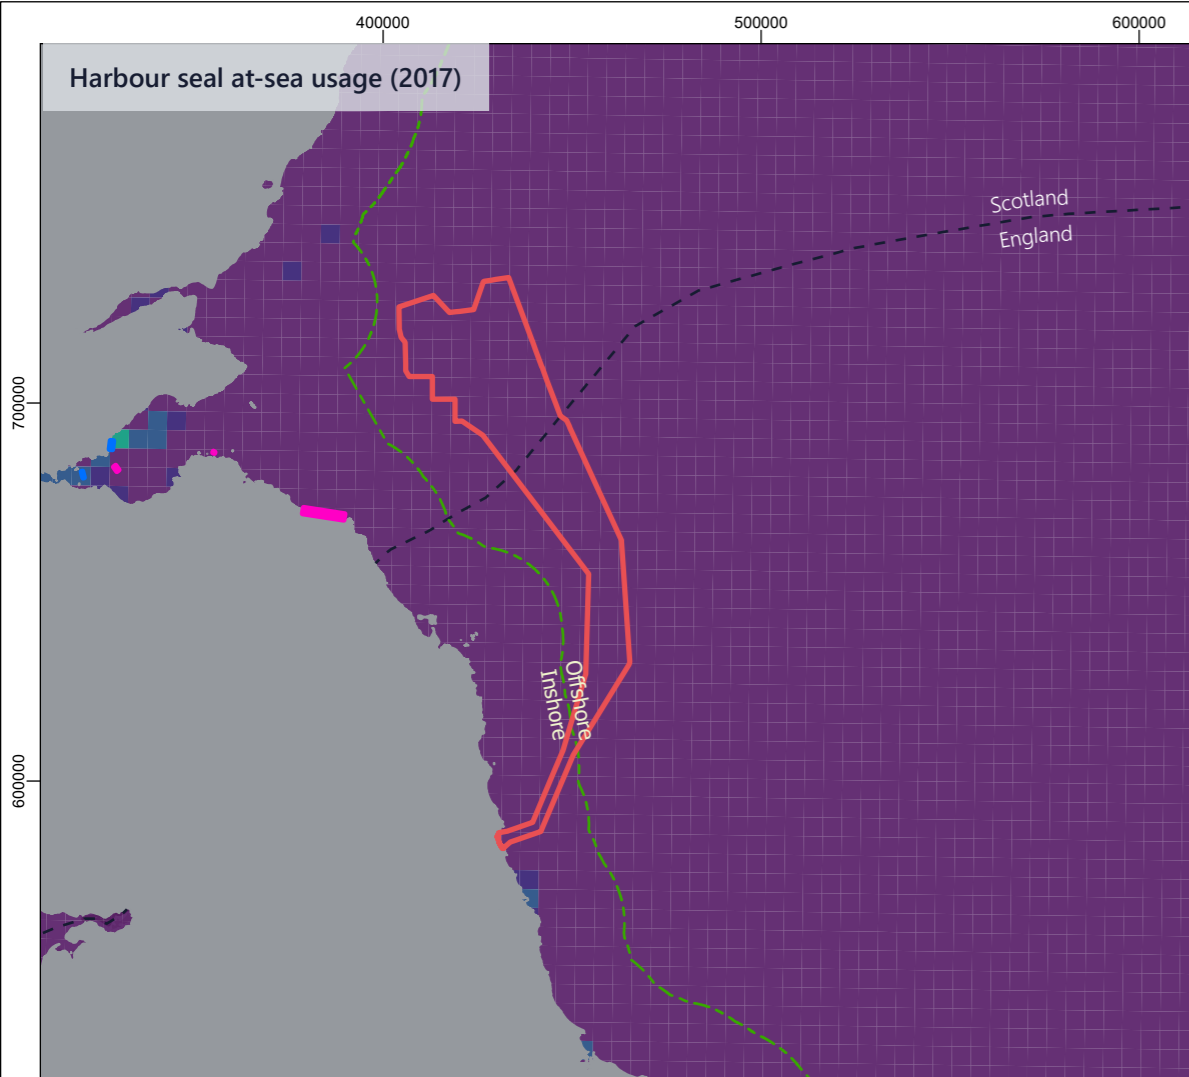 400000
500000
600000
Harbour seal at-sea usage (2017)
Scotland
England
700000
Offshore
Inshore
600000